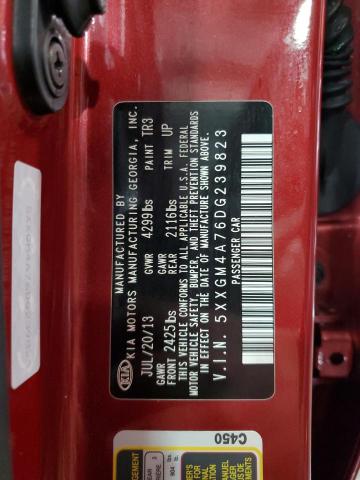 KIA
MANUFACTURED BY
KIA MOTORS MANUFACTURING GEORGIA, INC.
JUL/20/13 GVWR 4299lbs PAINT TR3
GAWR FRONT 2425lbs GAWR REAR 2116lbs TRIM UP
THIS VEHICLE CONFORMS TO ALL APPLICABLE U.S.A. FEDERAL
MOTOR VEHICLE SAFETY, BUMPER, AND THEFT PREVENTION STANDARDS
IN EFFECT ON THE DATE OF MANUFACTURE SHOWN ABOVE.
V.I.N. 5XXGM4A76DG239823
PASSENGER CAR
C450